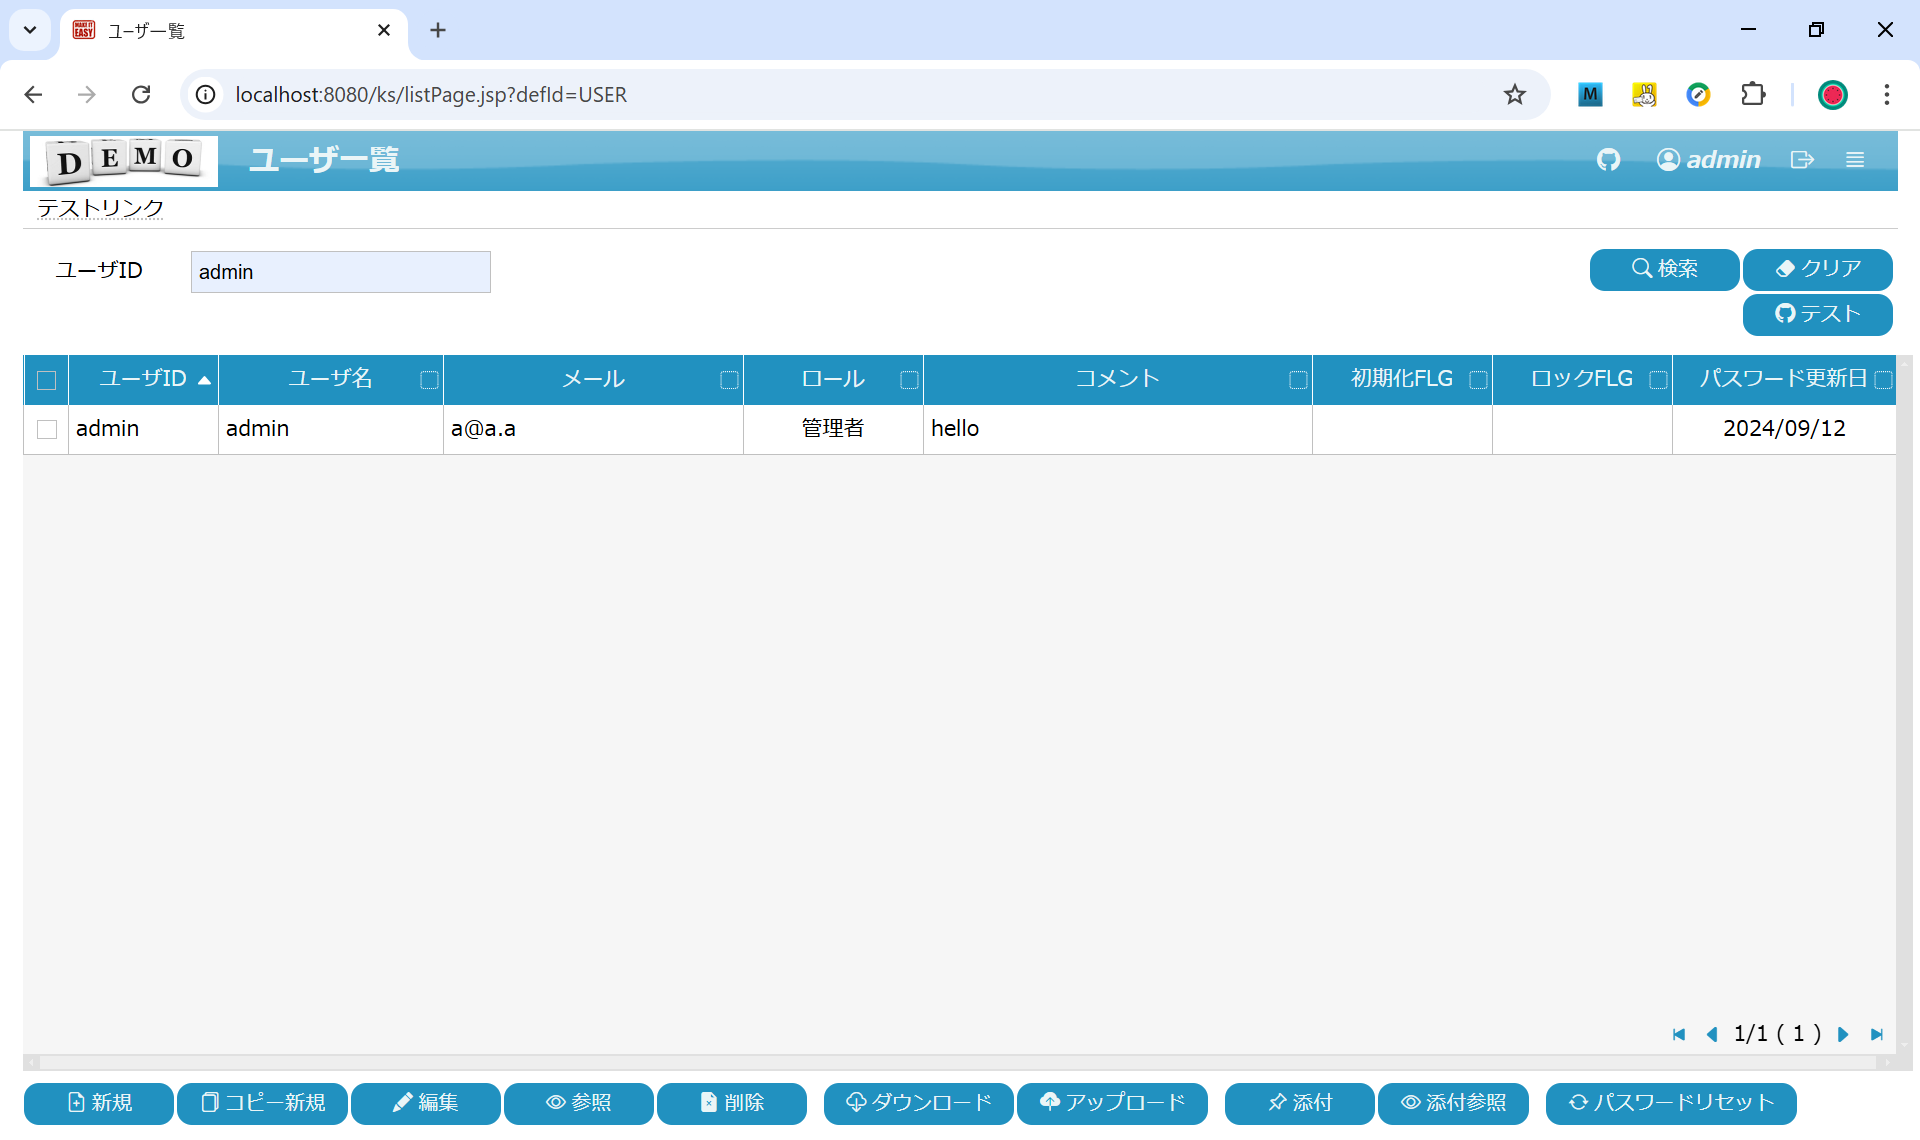 MAKE IT EASY
ユーザ一覧
localhost:8080/ks/listPage.jsp?defId=USER
M
DEMO
ユーザ一覧
admin
テストリンク
ユーザID
admin
検索
クリア
テスト
ユーザID ユーザ名 メール ロール コメント 初期化FLG ロックFLG パスワード更新日
admin admin a@a.a 管理者 hello 2024/09/12
1/1 ( 1 )
新規 コピー新規 編集 参照 削除 ダウンロード アップロード 添付 添付参照 パスワードリセット